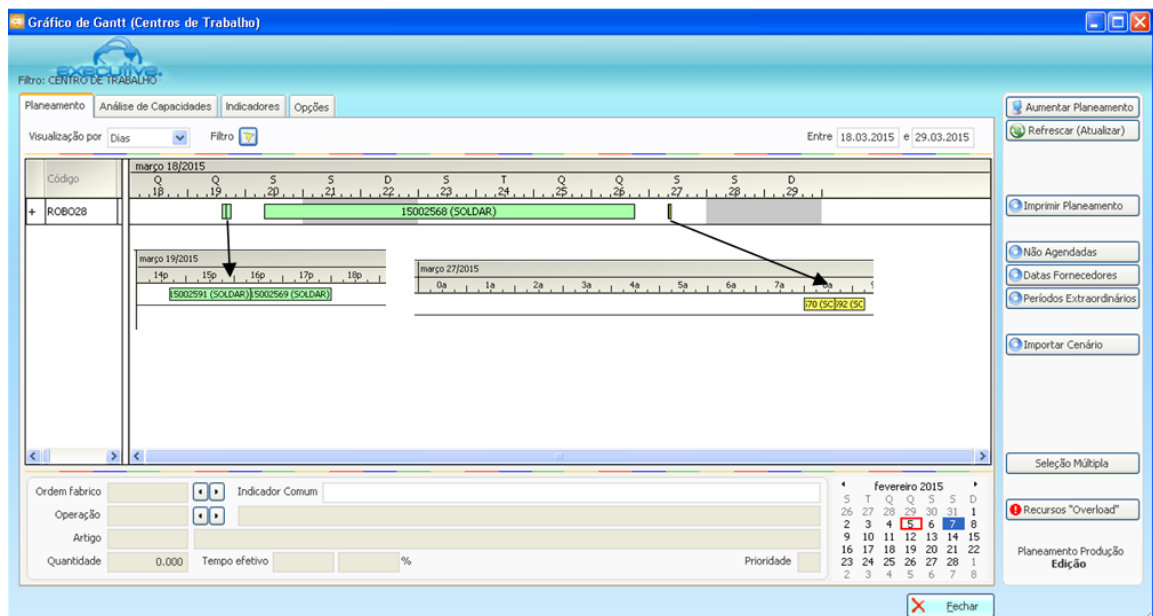 Gráfico de Gantt (Centros de Trabalho)
executive.
Filtro: CENTRO DE TRABALHO
Planeamento Análise de Capacidades Indicadores Opções
Visualização por Dias Filtro Entre 18.03.2015 e 29.03.2015
Código
março 18/2015
Q Q S S D S T Q Q S S D
18 19 20 21 22 23 24 25 26 27 28 29
+ ROBO28
15002568 (SOLDAR)
março 19/2015
14p 15p 16p 17p 18p
15002591 (SOLDAR) 15002569 (SOLDAR)
março 27/2015
0a 1a 2a 3a 4a 5a 6a 7a 8a 9
570 (SC 592 (SC
Aumentar Planeamento
Refrescar (Atualizar)
Imprimir Planeamento
Não Agendadas
Datas Fornecedores
Períodos Extraordinários
Importar Cenário
Seleção Múltipla
Recursos "Overload"
Planeamento Produção
Edição
Ordem fabrico Indicador Comum
Operação
Artigo
Quantidade 0.000 Tempo efetivo % Prioridade
fevereiro 2015
S T Q Q S S D
26 27 28 29 30 31 1
2 3 4 5 6 7 8
9 10 11 12 13 14 15
16 17 18 19 20 21 22
23 24 25 26 27 28 1
2 3 4 5 6 7 8
Fechar